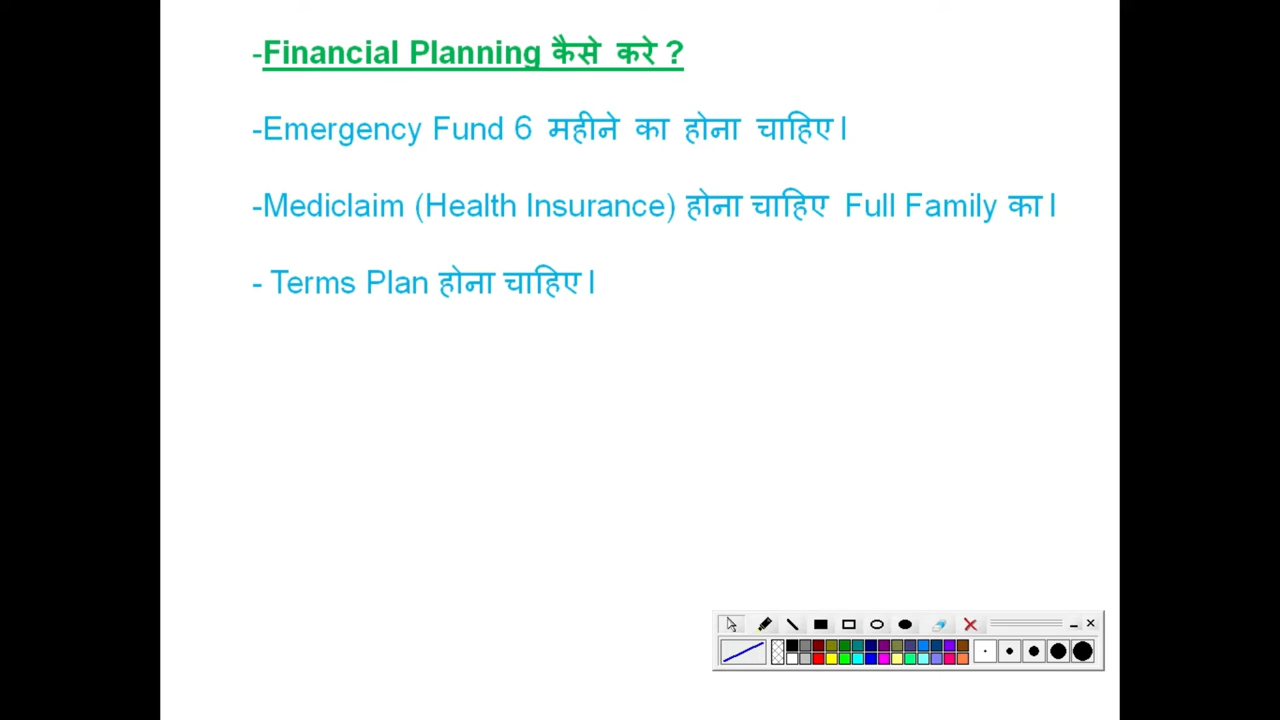 -Financial Planning कैसे करे ?
-Emergency Fund 6 महीने का होना चाहिए।
-Mediclaim (Health Insurance) होना चाहिए Full Family का।
- Terms Plan होना चाहिए।